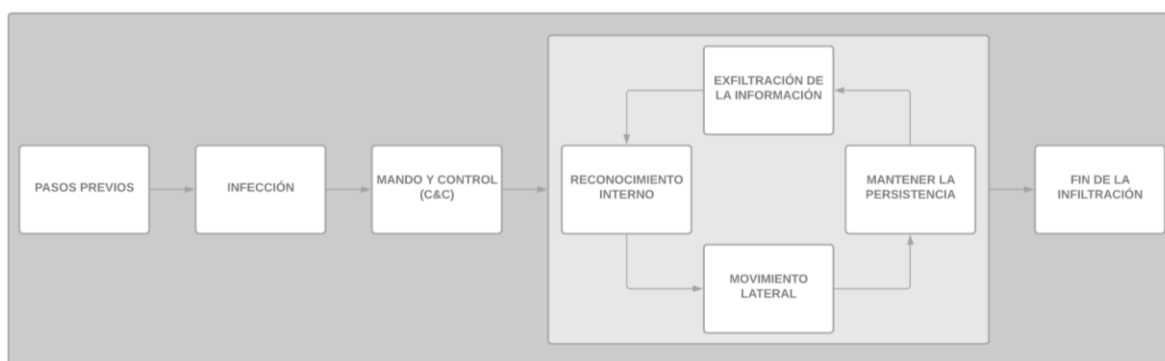 PASOS PREVIOS
INFECCIÓN
MANDO Y CONTROL
(C&C)
EXFILTRACIÓN DE
LA INFORMACIÓN
RECONOCIMIENTO
INTERNO
MOVIMIENTO
LATERAL
MANTENER LA
PERSISTENCIA
FIN DE LA
INFILTRACIÓN